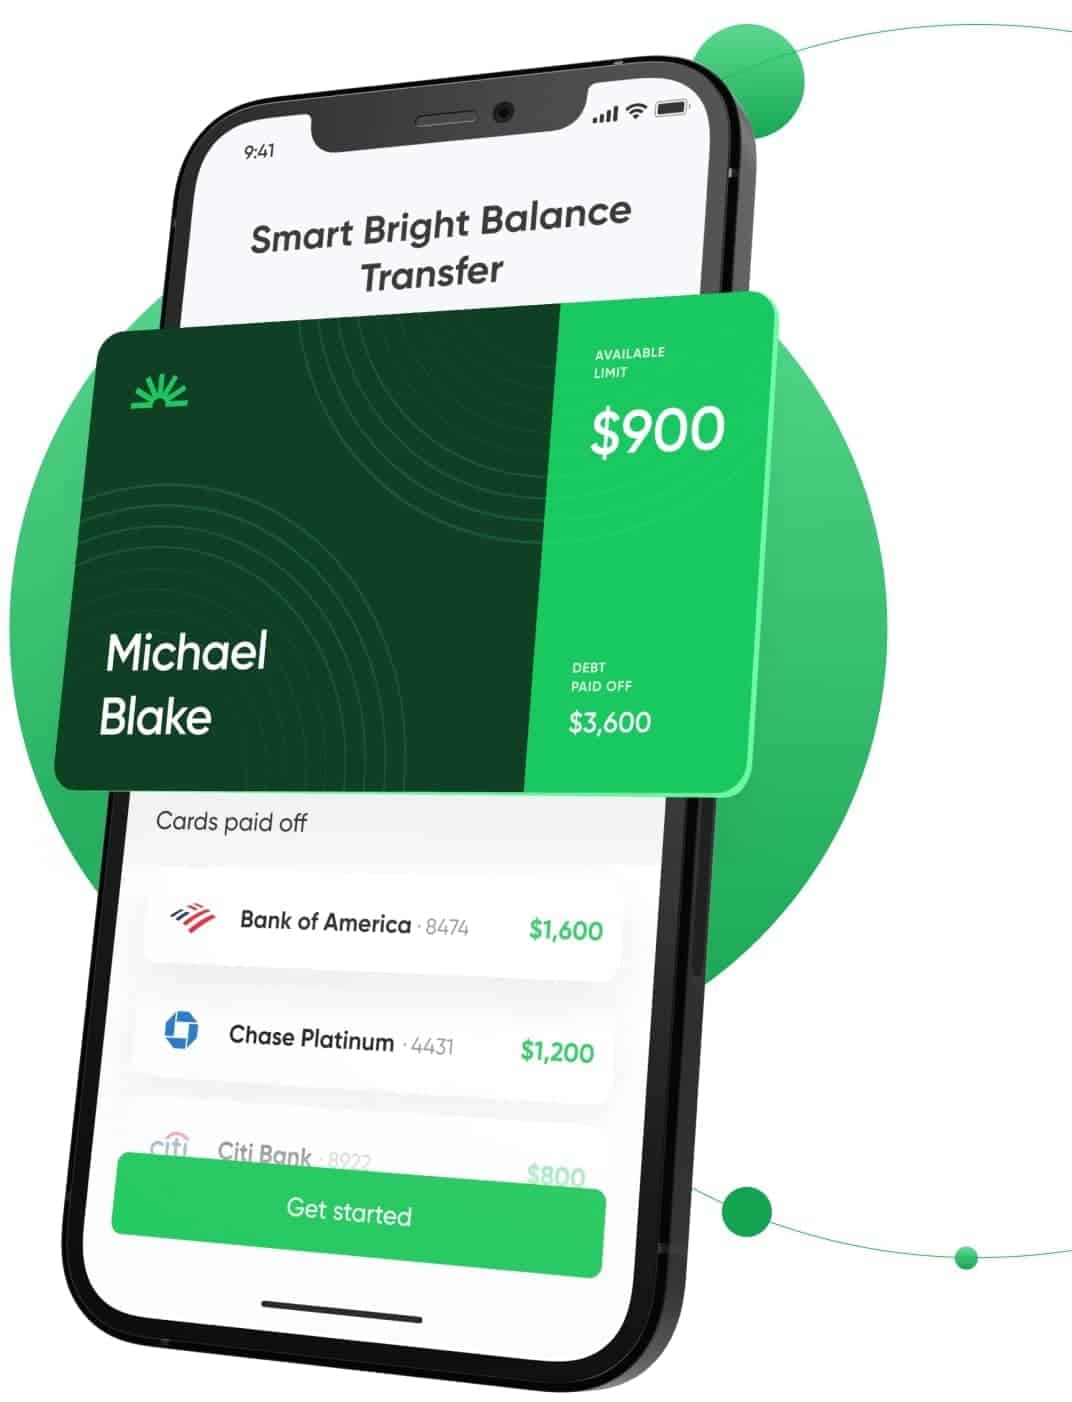 9:41
Smart Bright Balance
Transfer
AVAILABLE
LIMIT
$900
Michael
Blake
DEBT
PAID OFF
$3,600
Cards paid off
Bank of America · 8474 $1,600
Chase Platinum · 4431 $1,200
citi Citi Bank · 8922 $800
Get started